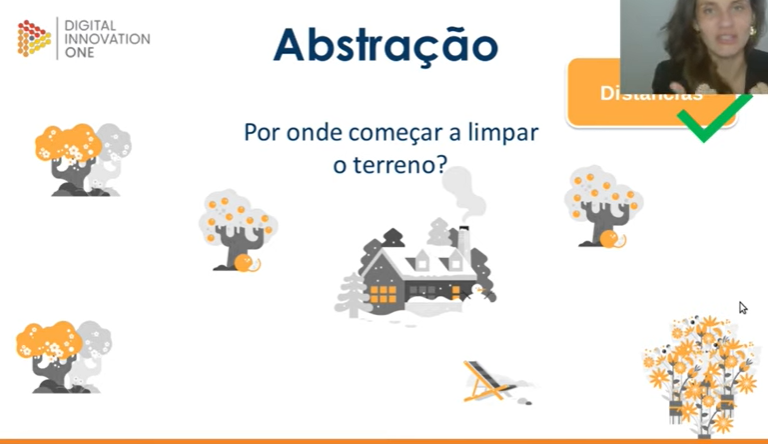 DIGITAL
INNOVATION
ONE
Abstração
Distâncias
Por onde começar a limpar
o terreno?